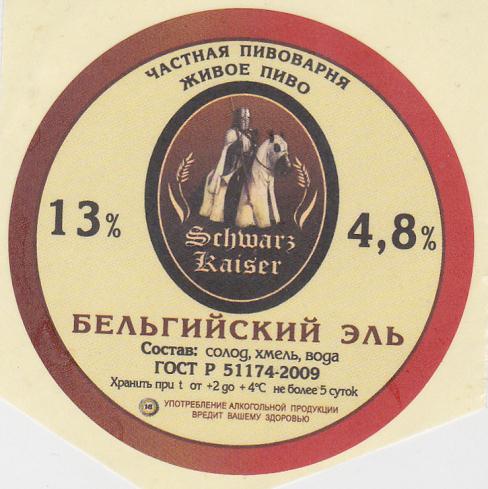 ЧАСТНАЯ ПИВОВАРНЯ
ЖИВОЕ ПИВО
13%
4,8%
Schwarz
Kaiser
БЕЛЬГИЙСКИЙ ЭЛЬ
Состав: солод, хмель, вода
ГОСТ Р 51174-2009
Хранить при t от +2 до +4°С не более 5 суток
18
УПОТРЕБЛЕНИЕ АЛКОГОЛЬНОЙ ПРОДУКЦИИ
ВРЕДИТ ВАШЕМУ ЗДОРОВЬЮ